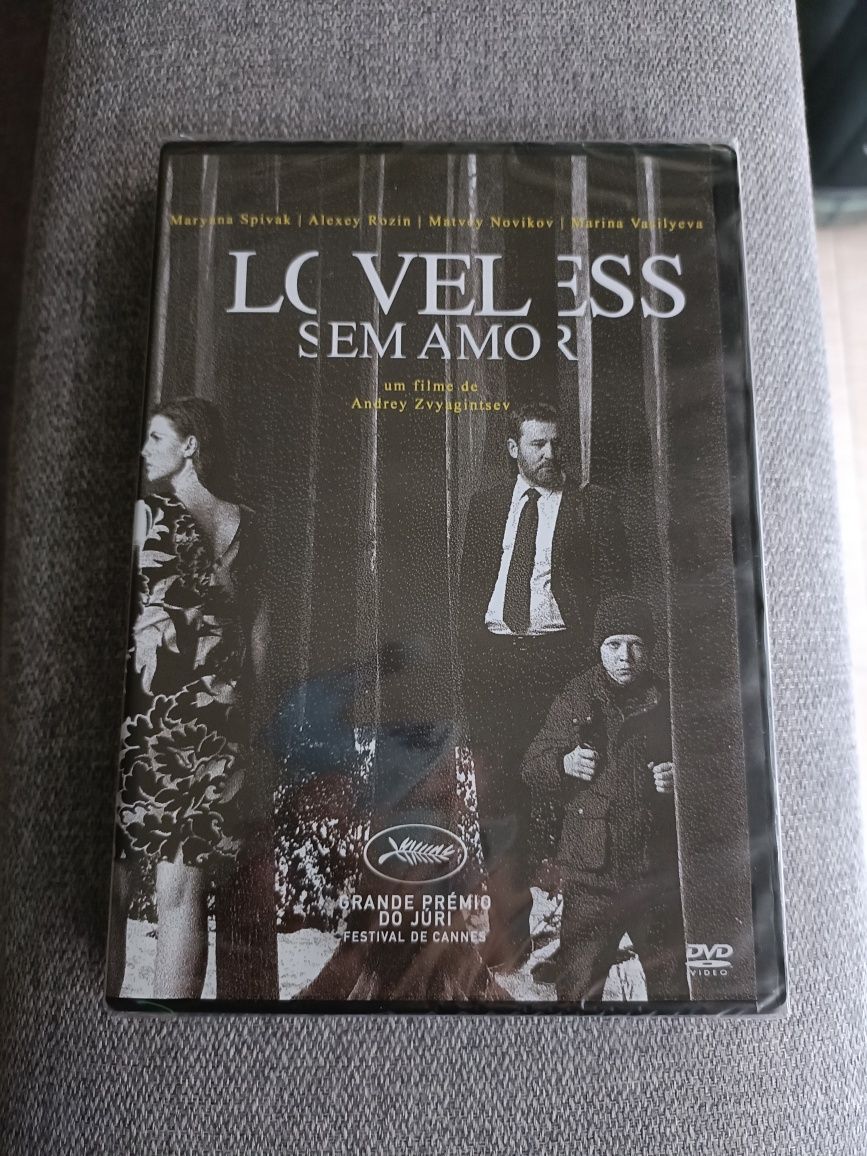 Maryana Spivak | Alexey Rozin | Matvey Novikov | Marina Vasilyeva
LOVELESS
SEM AMOR
um filme de
Andrey Zvyagintsev
GRANDE PRÉMIO
DO JÚRI
FESTIVAL DE CANNES
DVD
VIDEO